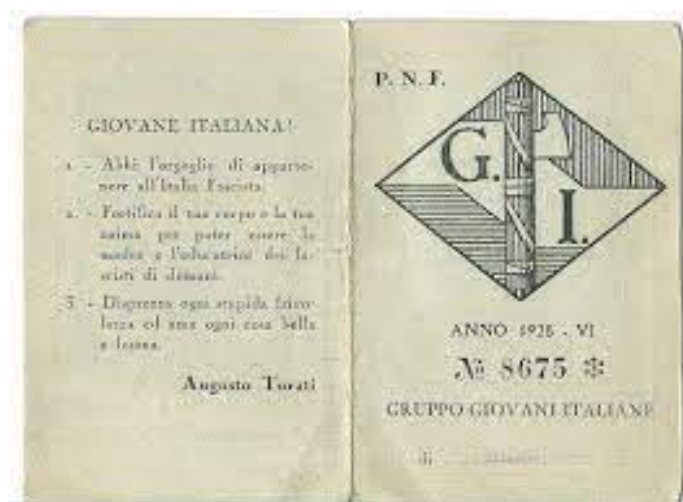 GIOVANE ITALIANA!
1. - Abbi l'orgoglio di apparte-
nere all'Italia Fascista.
2. - Fortifica il tuo corpo e la tua
anima per poter essere la
madre e l'educatrice dei fa-
scisti di domani.
3. - Disprezza ogni stupida frivo-
lezza ed ama ogni cosa bella
e buona.
Augusto Turati
P. N. F.
G.
I.
ANNO 1928 - VI
№ 8675 ❇
GRUPPO GIOVANI ITALIANE
di